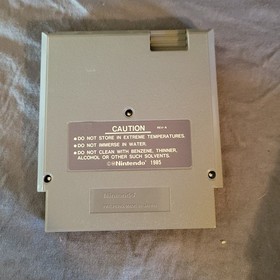 CAUTION REV-A
● DO NOT STORE IN EXTREME TEMPERATURES.
● DO NOT IMMERSE IN WATER.
● DO NOT CLEAN WITH BENZENE, THINNER,
ALCOHOL OR OTHER SUCH SOLVENTS.
©Nintendo 1985